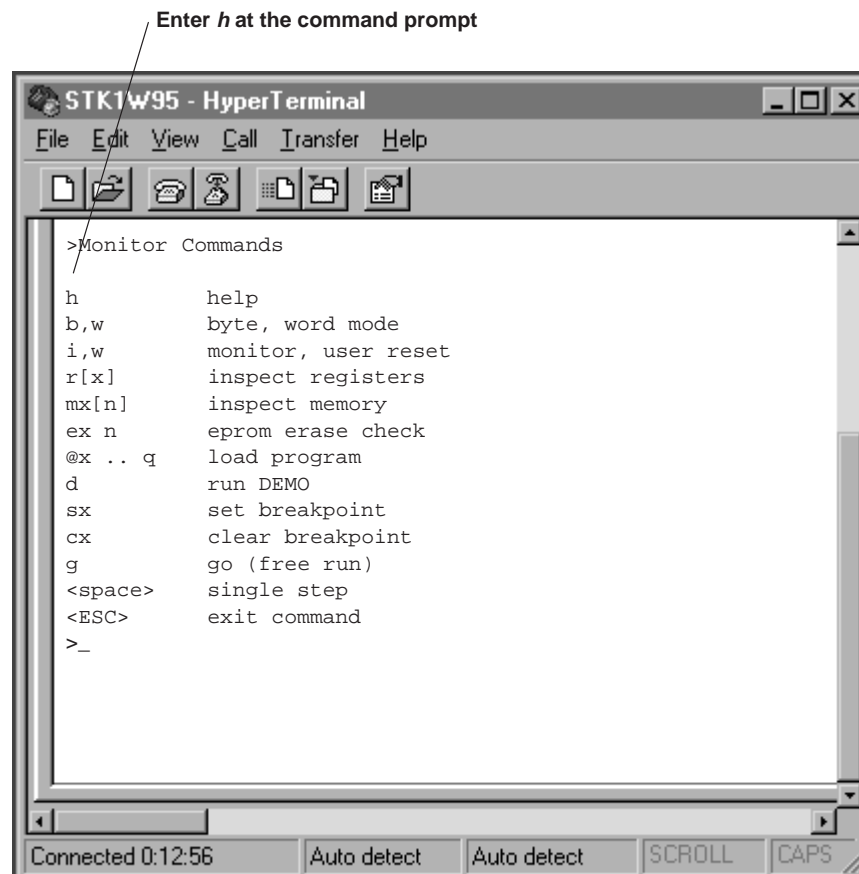 Enter h at the command prompt
STK1W95 - HyperTerminal
File Edit View Call Transfer Help
>Monitor Commands
h help
b,w byte, word mode
i,w monitor, user reset
r[x] inspect registers
mx[n] inspect memory
ex n eprom erase check
@x .. q load program
d run DEMO
sx set breakpoint
cx clear breakpoint
g go (free run)
<space> single step
<ESC> exit command
>_
Connected 0:12:56 Auto detect Auto detect SCROLL CAPS